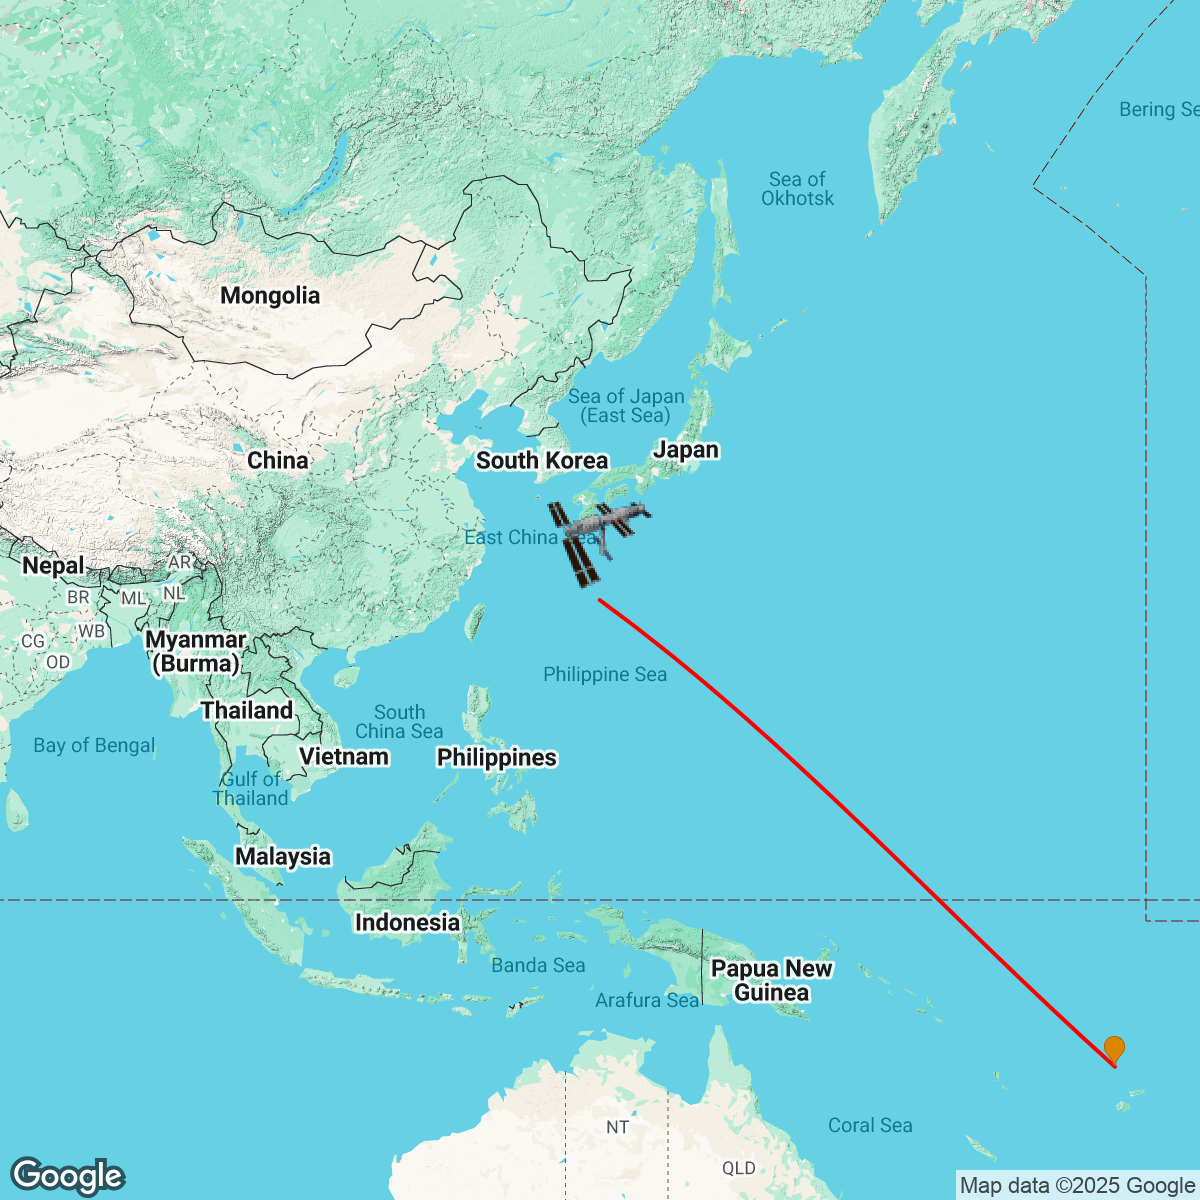 Bering Se
Sea of
Okhotsk
Mongolia
Sea of Japan
(East Sea)
Japan
South Korea
China
East China Sea
Nepal
AR
BR
ML
NL
WB
CG
OD
Myanmar
(Burma)
Philippine Sea
Thailand
South
China Sea
Bay of Bengal
Vietnam
Philippines
Gulf of
Thailand
Malaysia
Indonesia
Banda Sea
Papua New
Guinea
Arafura Sea
NT
Coral Sea
QLD
Google
Map data ©2025 Google